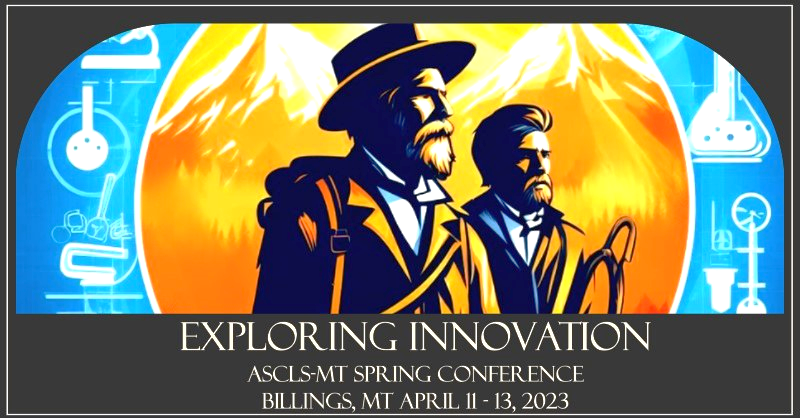 EXPLORING INNOVATION
ASCLS-MT SPRING CONFERENCE
BILLINGS, MT APRIL 11 - 13, 2023